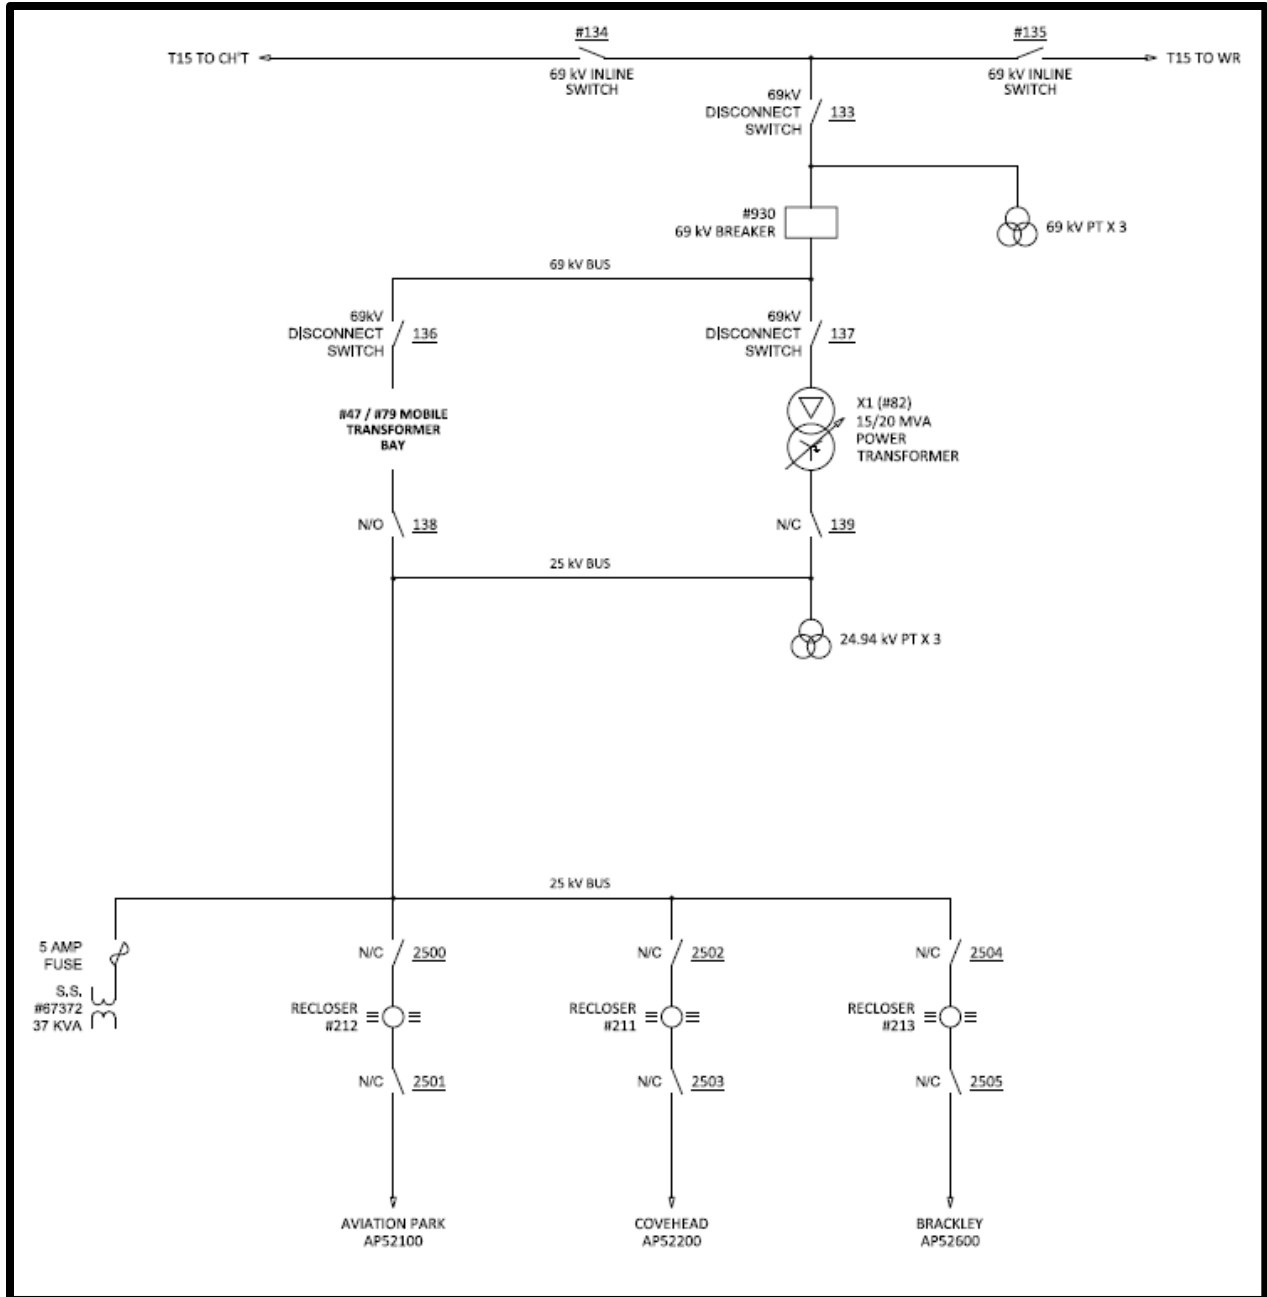 #134
#135
T15 TO CH'T
T15 TO WR
69 kV INLINE
SWITCH
69 kV INLINE
SWITCH
69kV
DISCONNECT
SWITCH
133
#930
69 kV BREAKER
69 kV PT X 3
69 kV BUS
69kV
DISCONNECT
SWITCH
136
69kV
DISCONNECT
SWITCH
137
#47 / #79 MOBILE
TRANSFORMER
BAY
X1 (#82)
15/20 MVA
POWER
TRANSFORMER
N/O
138
N/C
139
25 kV BUS
24.94 kV PT X 3
25 kV BUS
5 AMP
FUSE
S.S.
#67372
37 KVA
N/C
2500
RECLOSER
#212
N/C
2501
N/C
2502
RECLOSER
#211
N/C
2503
N/C
2504
RECLOSER
#213
N/C
2505
AVIATION PARK
AP52100
COVEHEAD
AP52200
BRACKLEY
AP52600